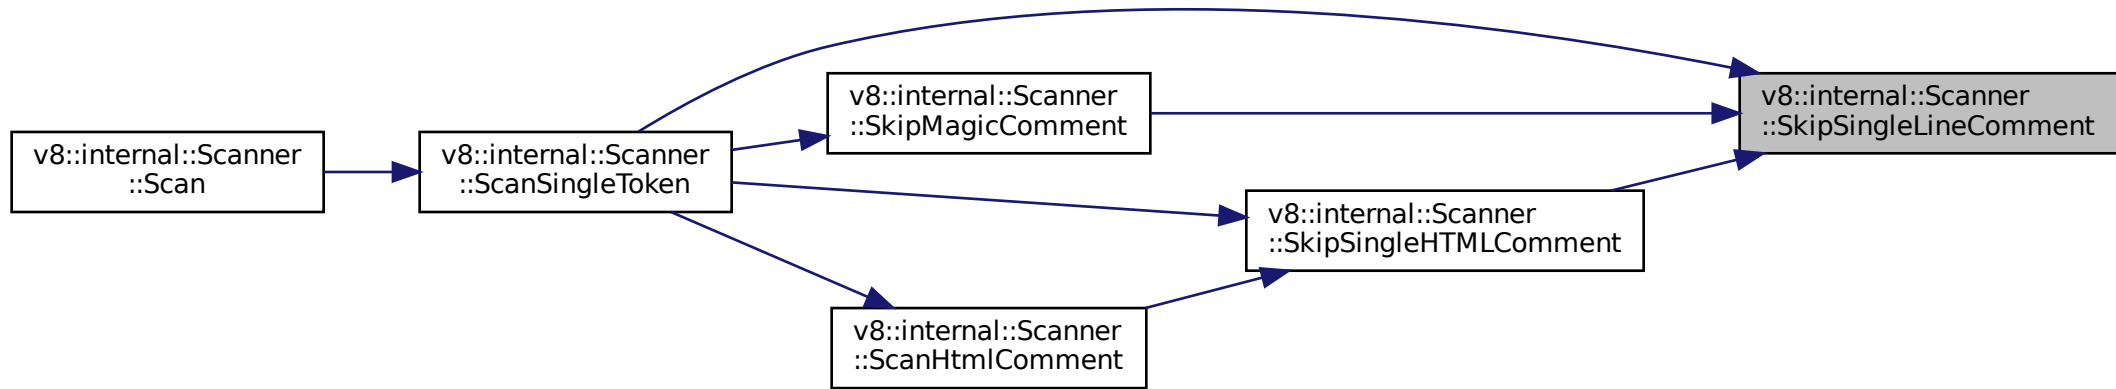 v8::internal::Scanner
::Scan
v8::internal::Scanner
::ScanSingleToken
v8::internal::Scanner
::SkipMagicComment
v8::internal::Scanner
::ScanHtmlComment
v8::internal::Scanner
::SkipSingleHTMLComment
v8::internal::Scanner
::SkipSingleLineComment